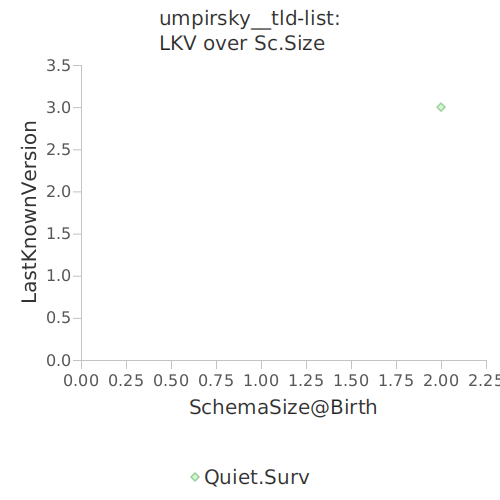 umpirsky__tld-list:
LKV over Sc.Size
3.5
3.0
2.5
2.0
1.5
1.0
0.5
0.0
LastKnownVersion
0.00 0.25 0.50 0.75 1.00 1.25 1.50 1.75 2.00 2.25
SchemaSize@Birth
Quiet.Surv